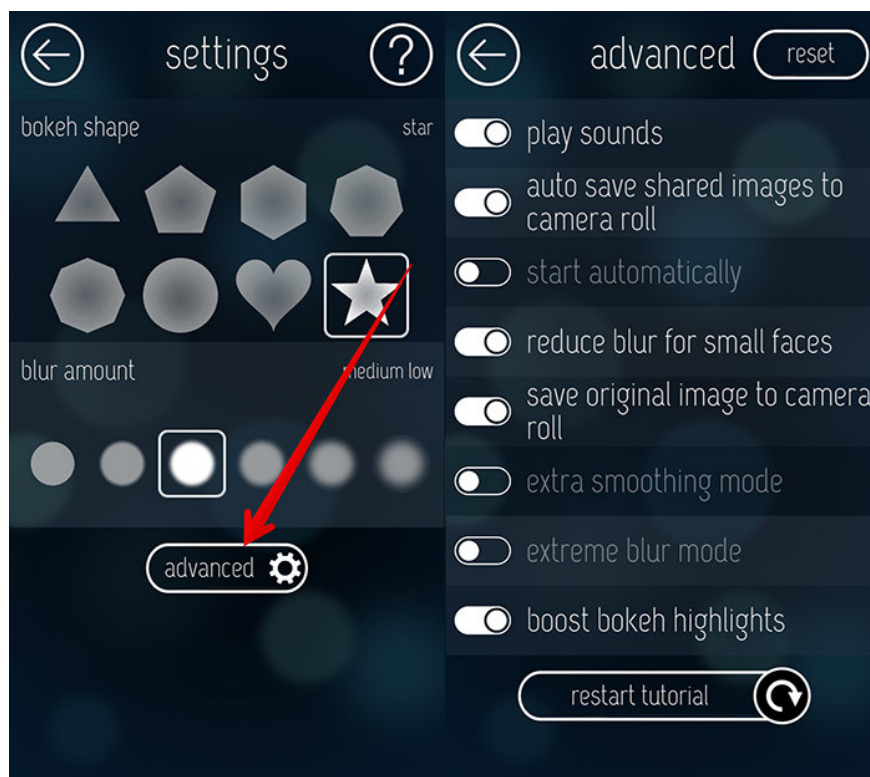 settings
?
bokeh shape
star
blur amount
medium low
advanced
advanced
reset
play sounds
auto save shared images to
camera roll
start automatically
reduce blur for small faces
save original image to camera
roll
extra smoothing mode
extreme blur mode
boost bokeh highlights
restart tutorial